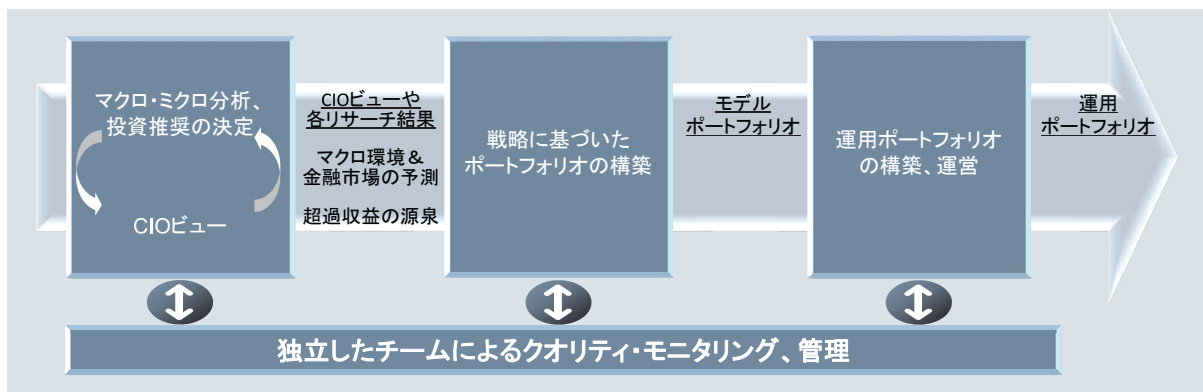 マクロ・ミクロ分析、
投資推奨の決定
CIOビュー
CIOビューや
各リサーチ結果
マクロ環境＆
金融市場の予測
超過収益の源泉
戦略に基づいた
ポートフォリオの構築
モデル
ポートフォリオ
運用ポートフォリオ
の構築、運営
運用
ポートフォリオ
独立したチームによるクオリティ・モニタリング、管理